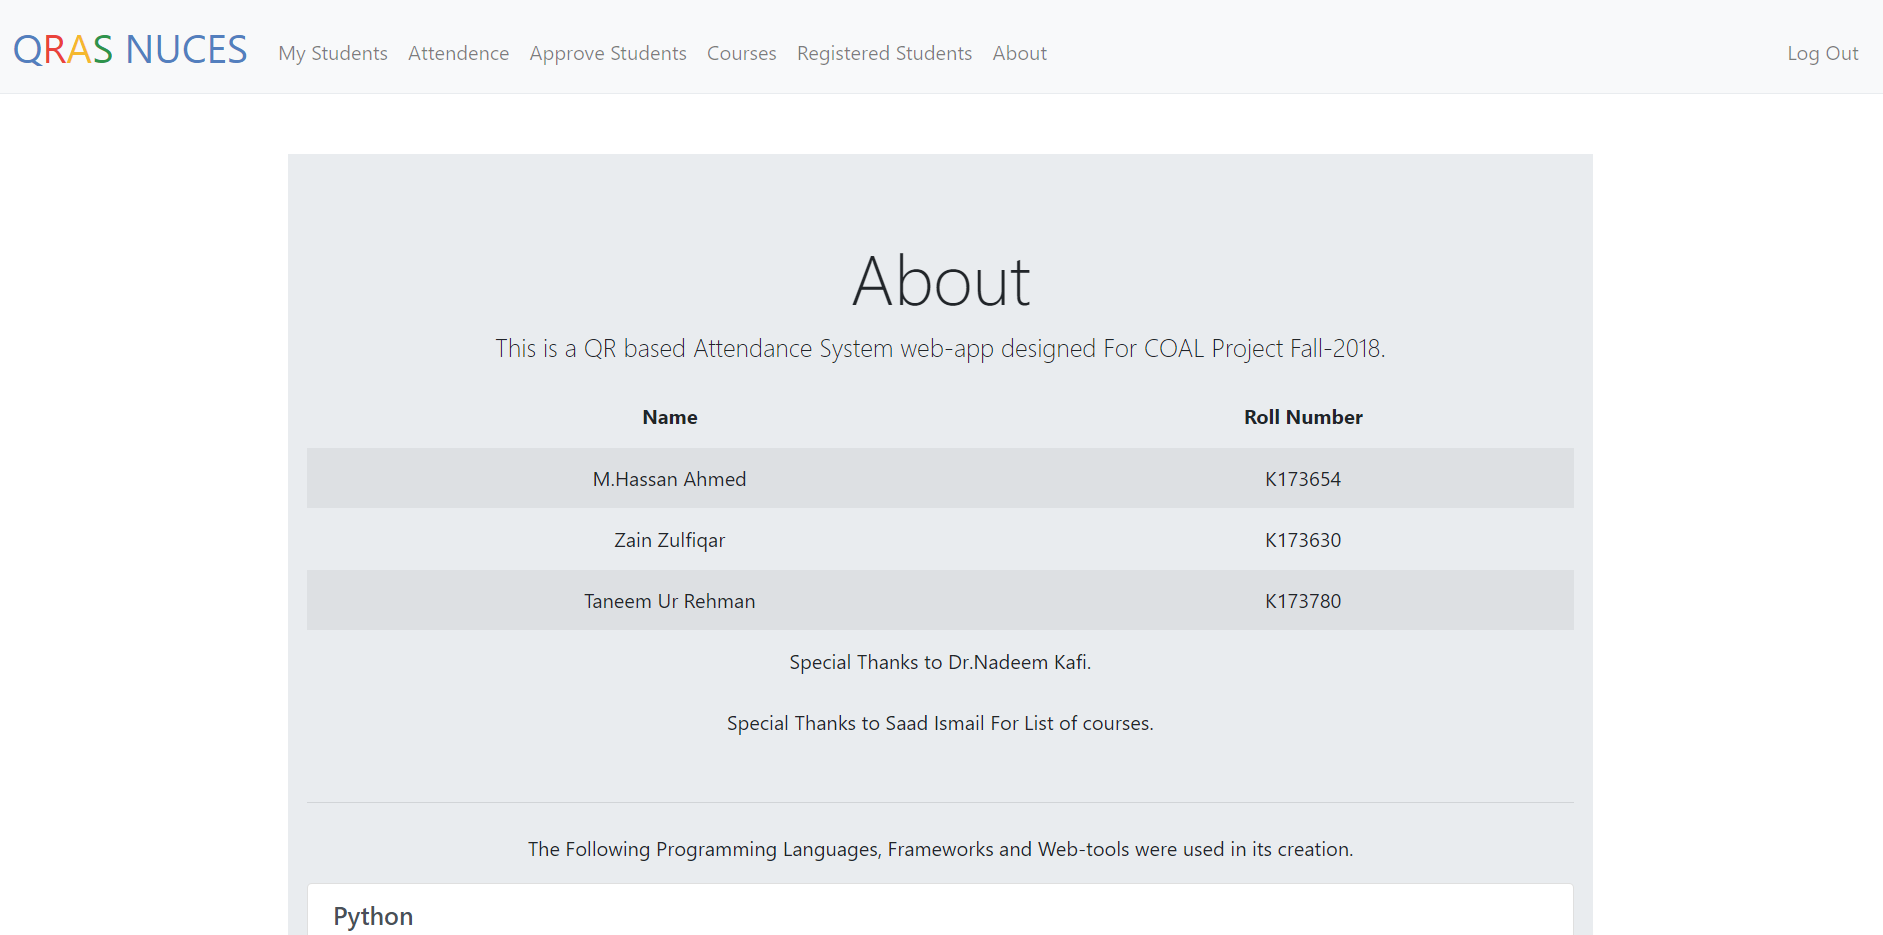 QRAS NUCES My Students Attendence Approve Students Courses Registered Students About Log Out
About
This is a QR based Attendance System web-app designed For COAL Project Fall-2018.
Name Roll Number
M.Hassan Ahmed K173654
Zain Zulfiqar K173630
Taneem Ur Rehman K173780
Special Thanks to Dr.Nadeem Kafi.
Special Thanks to Saad Ismail For List of courses.
The Following Programming Languages, Frameworks and Web-tools were used in its creation.
Python